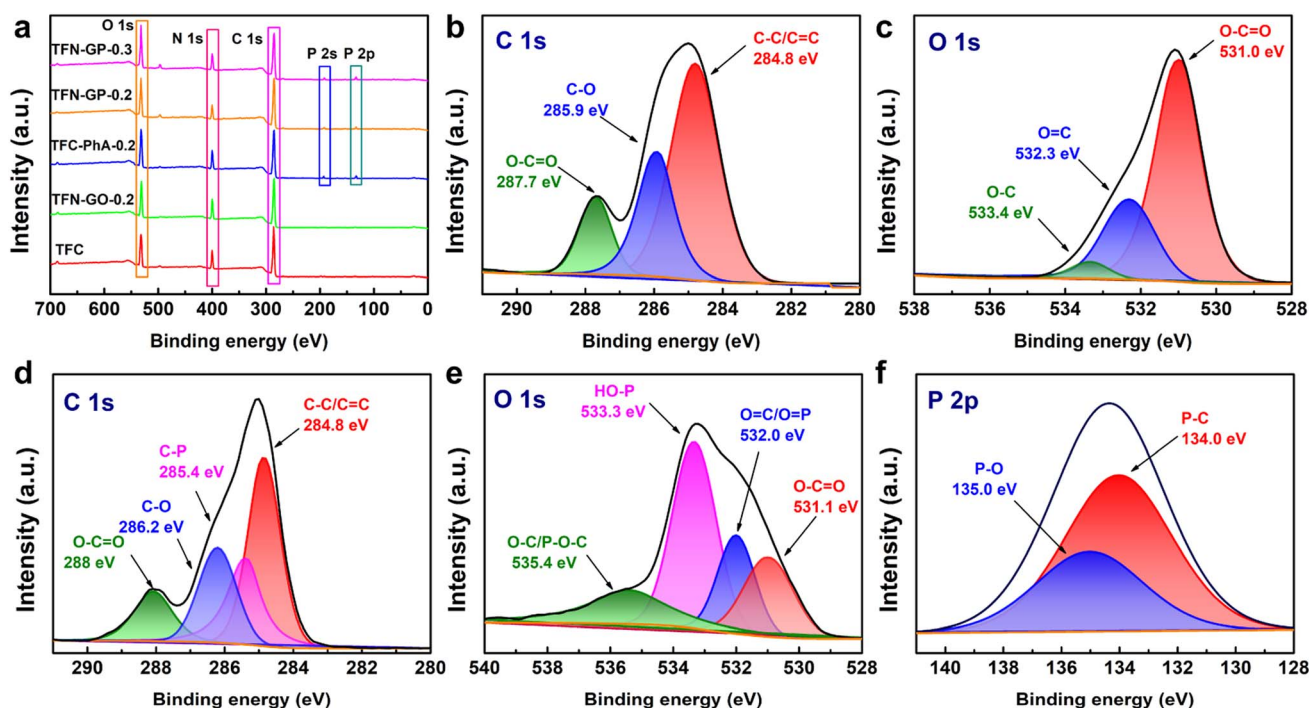 a
O 1s
N 1s
C 1s
P 2s
P 2p
TFN-GP-0.3
TFN-GP-0.2
TFC-PhA-0.2
TFN-GO-0.2
TFC
Intensity (a.u.)
700 600 500 400 300 200 100 0
Binding energy (eV)
b
C 1s
C-C/C=C
284.8 eV
C-O
285.9 eV
O-C=O
287.7 eV
Intensity (a.u.)
290 288 286 284 282 280
Binding energy (eV)
c
O 1s
O-C=O
531.0 eV
O=C
532.3 eV
O-C
533.4 eV
Intensity (a.u.)
538 536 534 532 530 528
Binding energy (eV)
d
C 1s
C-C/C=C
284.8 eV
C-P
285.4 eV
C-O
286.2 eV
O-C=O
288 eV
Intensity (a.u.)
290 288 286 284 282 280
Binding energy (eV)
e
O 1s
HO-P
533.3 eV
O=C/O=P
532.0 eV
O-C=O
531.1 eV
O-C/P-O-C
535.4 eV
Intensity (a.u.)
540 538 536 534 532 530 528
Binding energy (eV)
f
P 2p
P-C
134.0 eV
P-O
135.0 eV
Intensity (a.u.)
140 138 136 134 132 130 128
Binding energy (eV)